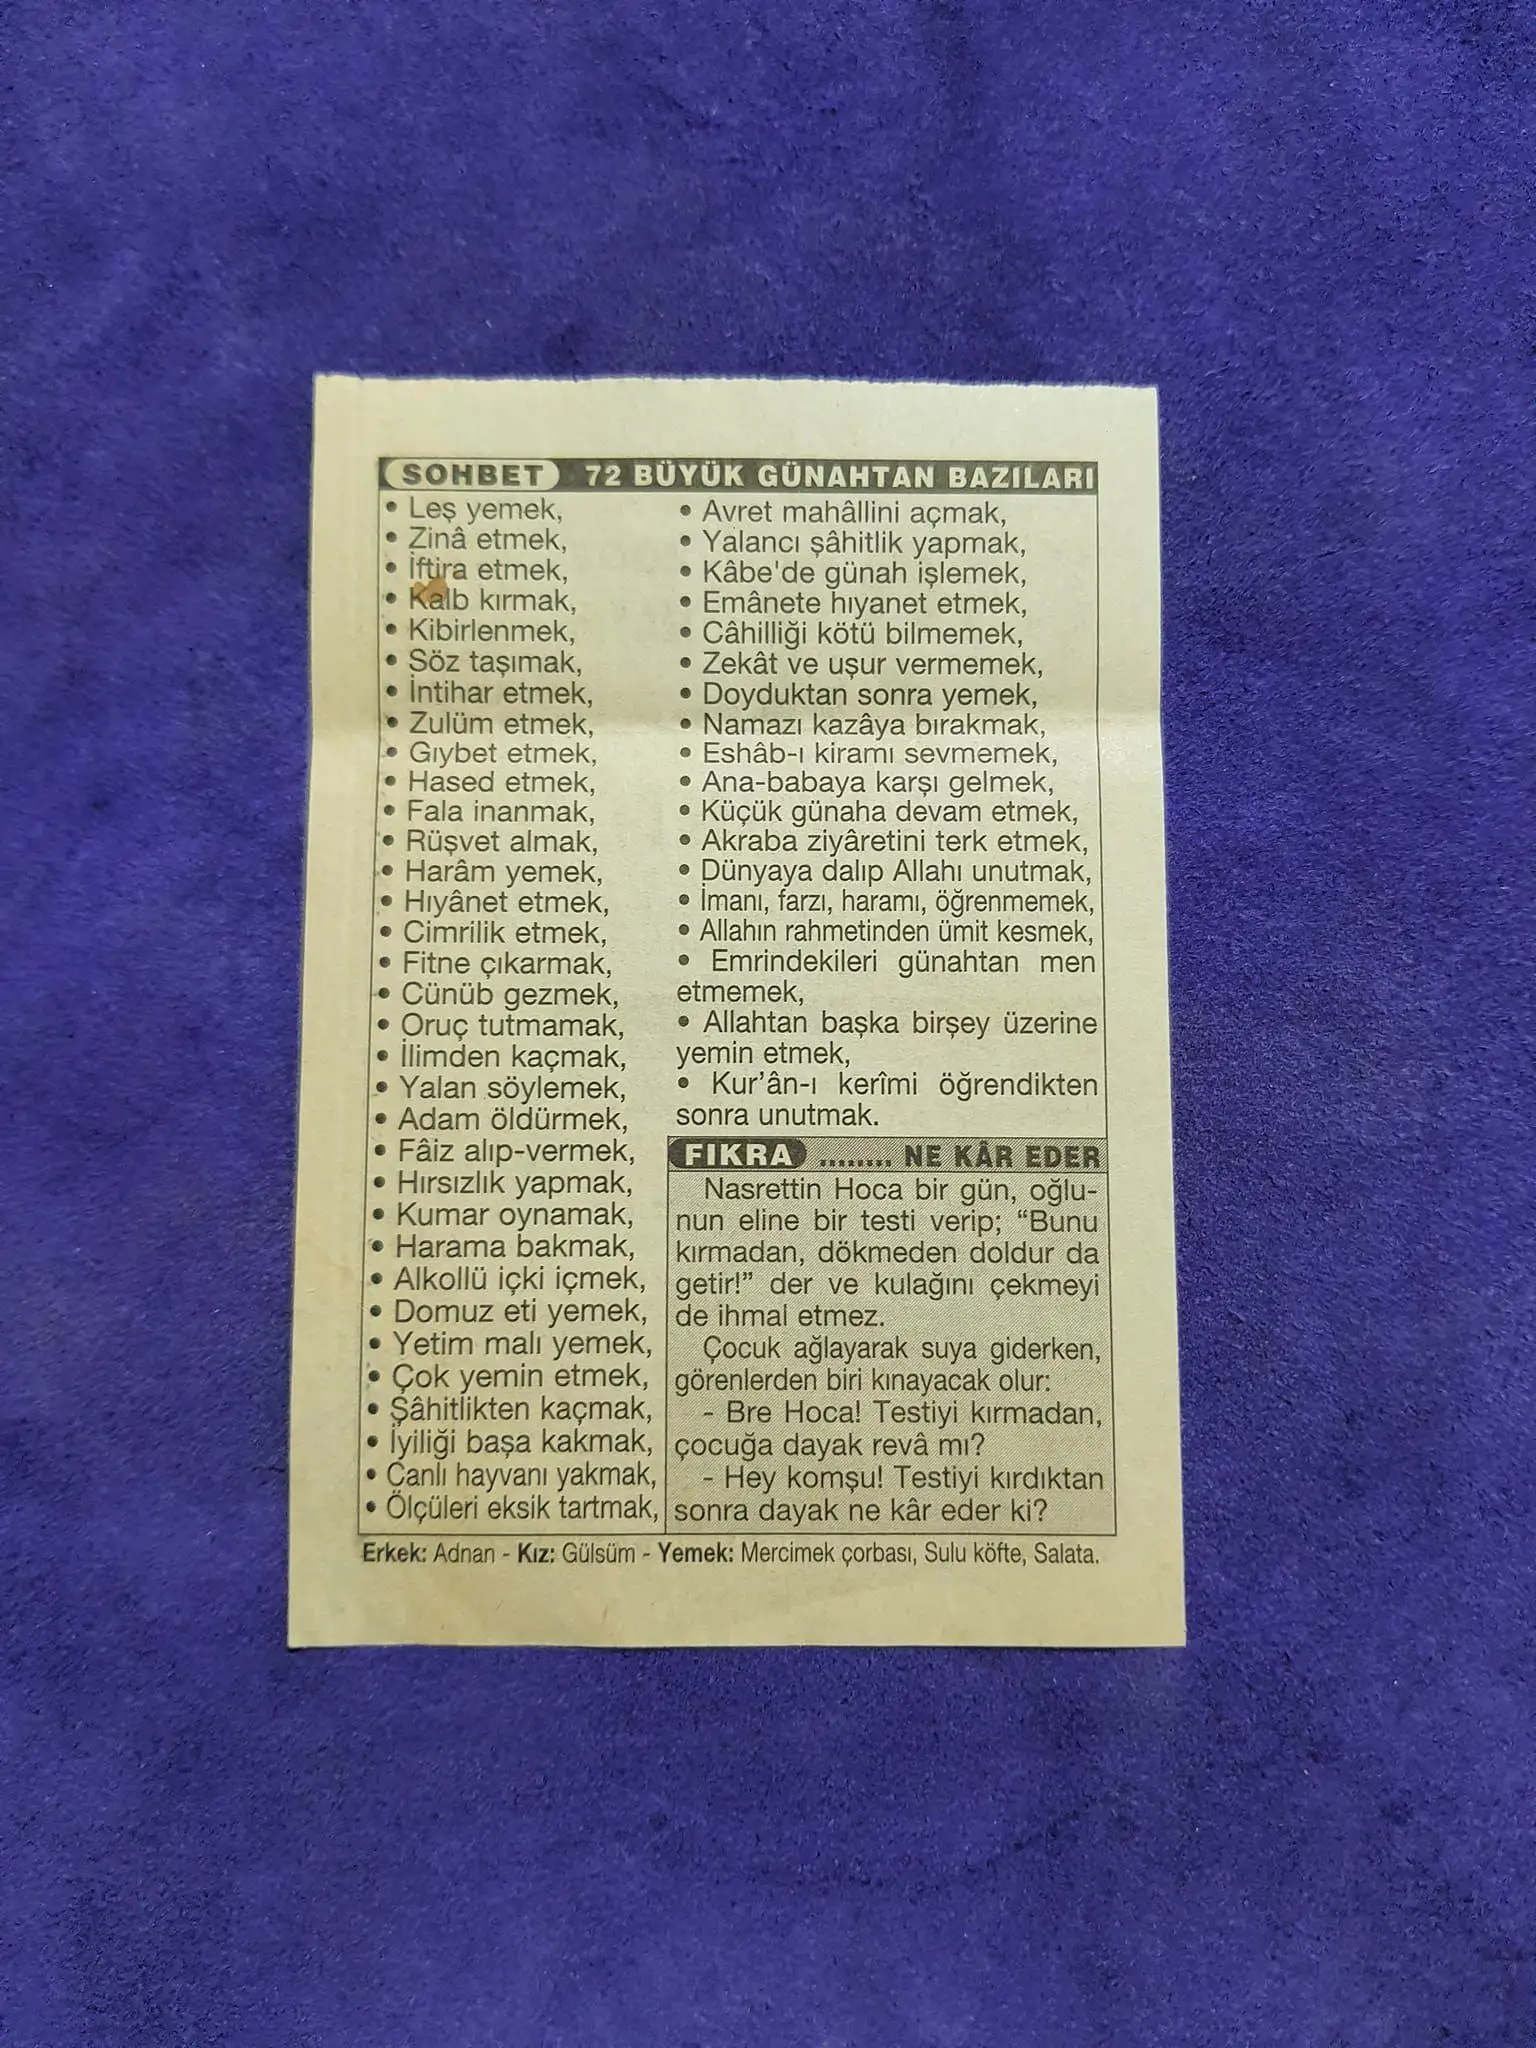 SOHBET 72 BÜYÜK GÜNAHTAN BAZILARI
• Leş yemek,
• Zinâ etmek,
• İftira etmek,
• Kalb kırmak,
• Kibirlenmek,
• Söz taşımak,
• İntihar etmek,
• Zulüm etmek,
• Gıybet etmek,
• Hased etmek,
• Fala inanmak,
• Rüşvet almak,
• Harâm yemek,
• Hıyânet etmek,
• Cimrilik etmek,
• Fitne çıkarmak,
• Cünüb gezmek,
• Oruç tutmamak,
• İlimden kaçmak,
• Yalan söylemek,
• Adam öldürmek,
• Fâiz alıp-vermek,
• Hırsızlık yapmak,
• Kumar oynamak,
• Harama bakmak,
• Alkollü içki içmek,
• Domuz eti yemek,
• Yetim malı yemek,
• Çok yemin etmek,
• Şâhitlikten kaçmak,
• İyiliği başa kakmak,
• Canlı hayvanı yakmak,
• Ölçüleri eksik tartmak,
• Avret mahâllini açmak,
• Yalancı şâhitlik yapmak,
• Kâbe'de günah işlemek,
• Emânete hıyanet etmek,
• Câhilliği kötü bilmemek,
• Zekât ve uşur vermemek,
• Doyduktan sonra yemek,
• Namazı kazâya bırakmak,
• Eshâb-ı kiramı sevmemek,
• Ana-babaya karşı gelmek,
• Küçük günaha devam etmek,
• Akraba ziyâretini terk etmek,
• Dünyaya dalıp Allahı unutmak,
• İmanı, farzı, haramı, öğrenmemek,
• Allahın rahmetinden ümit kesmek,
• Emrindekileri günahtan men
etmemek,
• Allahtan başka birşey üzerine
yemin etmek,
• Kur'ân-ı kerîmi öğrendikten
sonra unutmak.
FIKRA ........ NE KÂR EDER
Nasrettin Hoca bir gün, oğlu-
nun eline bir testi verip; “Bunu
kırmadan, dökmeden doldur da
getir!” der ve kulağını çekmeyi
de ihmal etmez.
Çocuk ağlayarak suya giderken,
görenlerden biri kınayacak olur:
- Bre Hoca! Testiyi kırmadan,
çocuğa dayak revâ mı?
- Hey komşu! Testiyi kırdıktan
sonra dayak ne kâr eder ki?
Erkek: Adnan - Kız: Gülsüm - Yemek: Mercimek çorbası, Sulu köfte, Salata.